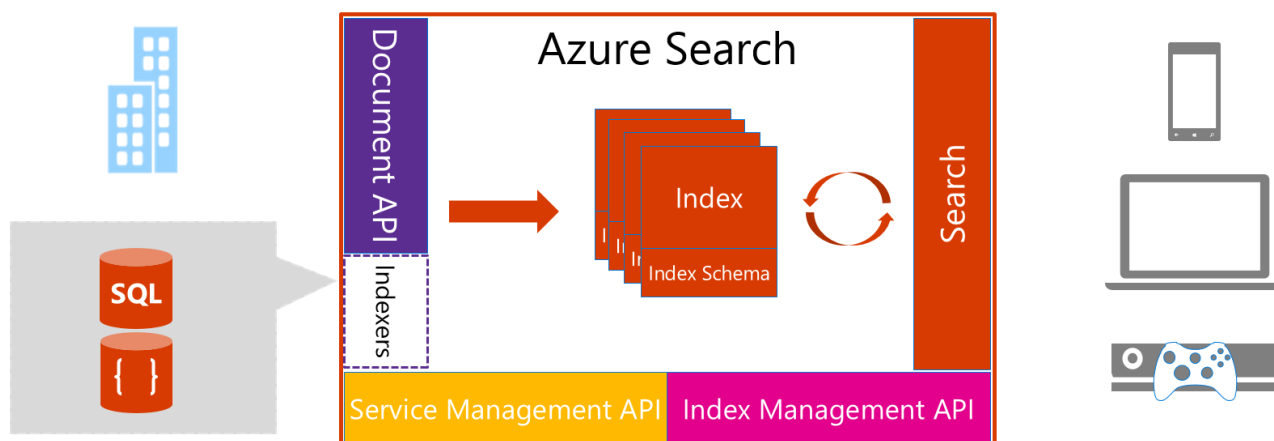 Azure Search
Document API
Indexers
SQL
{ }
Index
Index Schema
Search
Service Management API
Index Management API